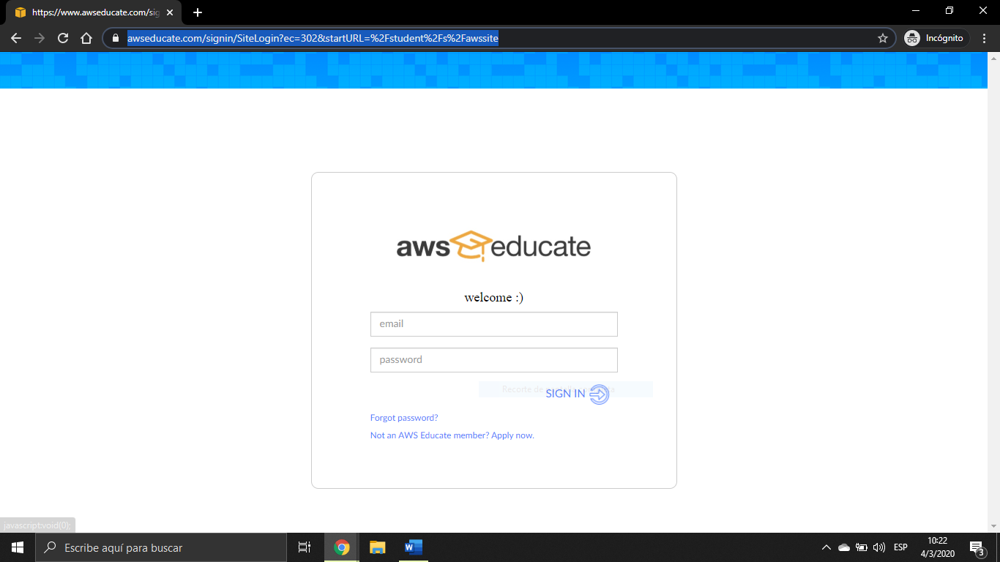 https://www.awseducate.com/sig
awseducate.com/signin/SiteLogin?ec=302&startURL=%2Fstudent%2Fs%2Fawssite
Incógnito
aws educate
welcome :)
email
password
Recorte de
SIGN IN
Forgot password?
Not an AWS Educate member? Apply now.
javascript:void(0);
Escribe aquí para buscar
ESP
10:22
4/3/2020
3